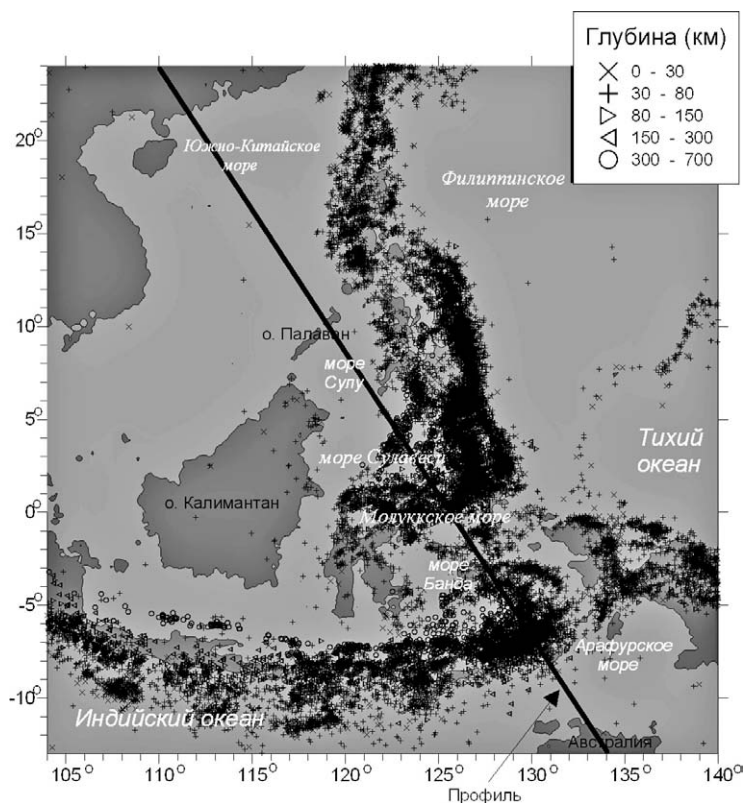 Глубина (км)
0 - 30
30 - 80
80 - 150
150 - 300
300 - 700
20°
15°
10°
5°
0°
-5°
-10°
Южно-Китайское
море
Филиппинское
море
о. Палаван
море
Сулу
море Сулавеси
Тихий
океан
о. Калимантан
Молуккское море
море
Банда
Арафурское
море
Индийский океан
Австралия
105° 110° 115° 120° 125° 130° 135° 140°
Профиль